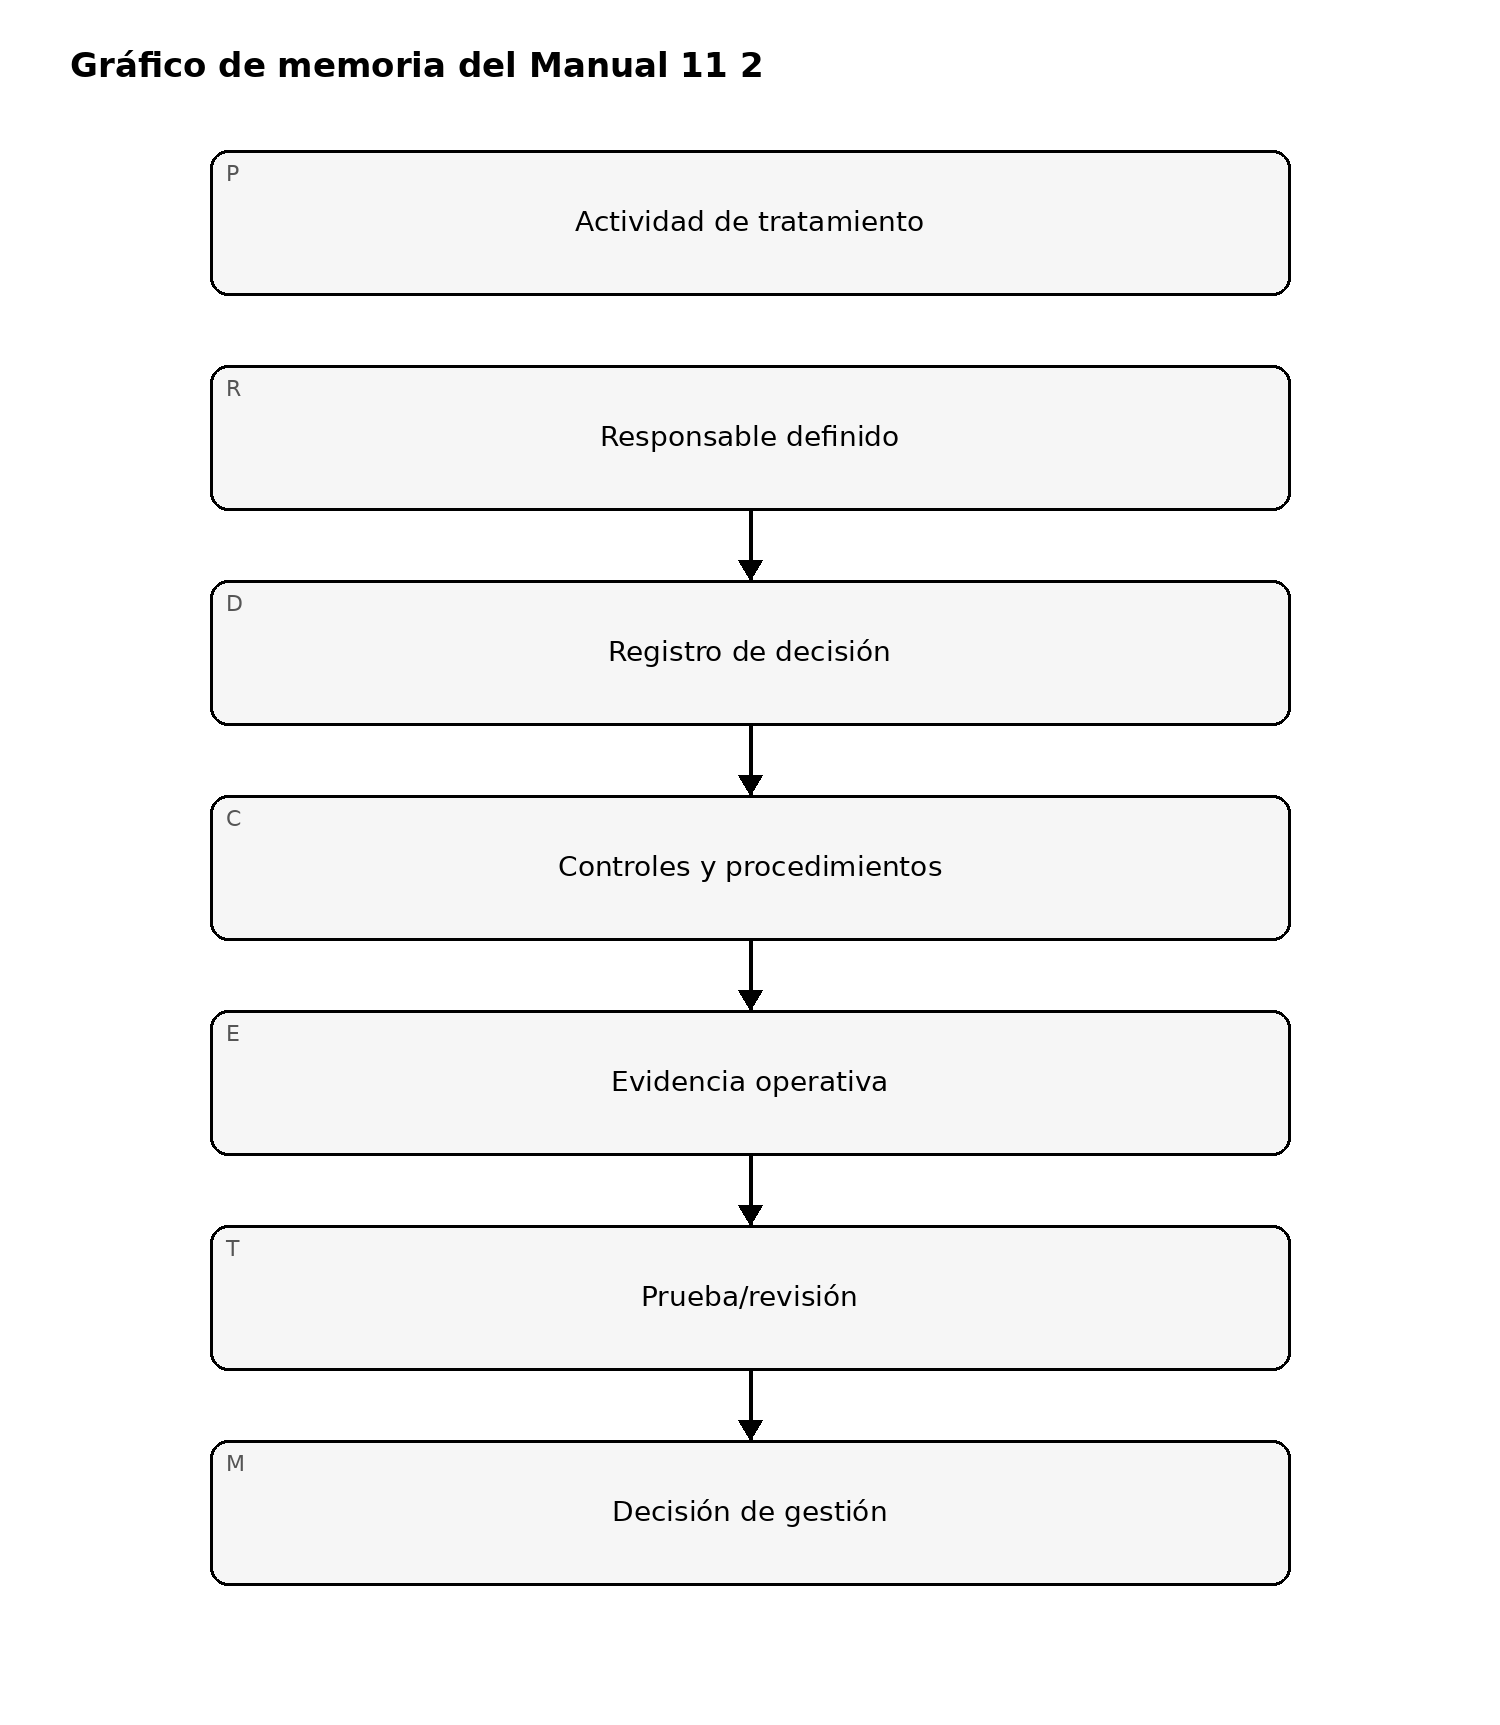 Gráfico de memoria del Manual 11 2
P
Actividad de tratamiento
R
Responsable definido
D
Registro de decisión
C
Controles y procedimientos
E
Evidencia operativa
T
Prueba/revisión
M
Decisión de gestión